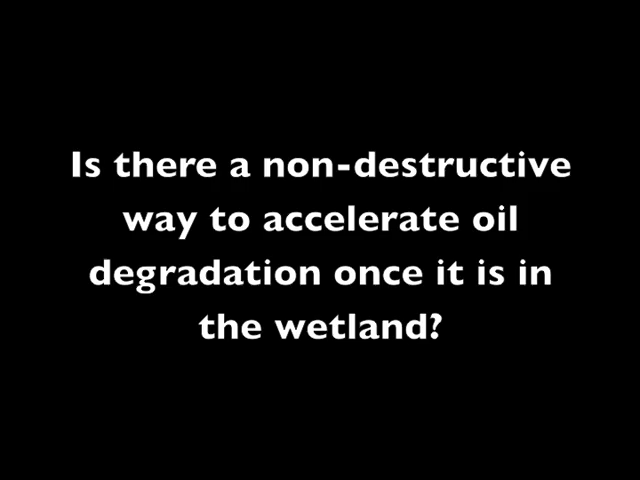 Is there a non-destructive
way to accelerate oil
degradation once it is in
the wetland?